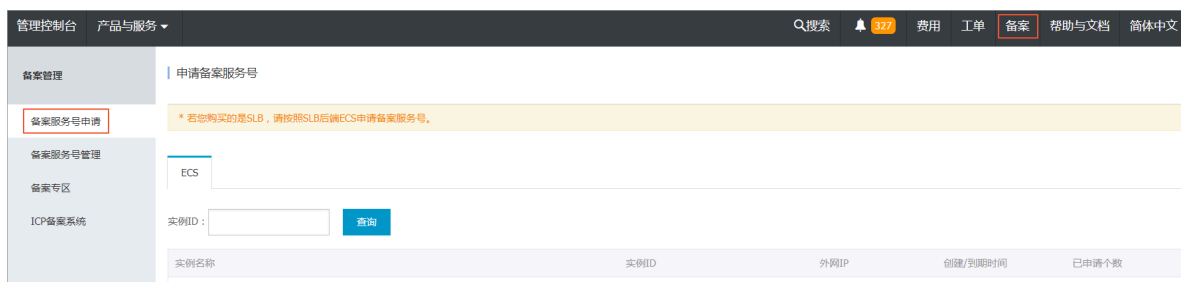 管理控制台 产品与服务 搜索 327 费用 工单 备案 帮助与文档 简体中文
备案管理
申请备案服务号
备案服务号申请
* 若您购买的是SLB，请按照SLB后端ECS申请备案服务号。
备案服务号管理
ECS
备案专区
ICP备案系统
实例ID： 查询
实例名称 实例ID 外网IP 创建/到期时间 已申请个数